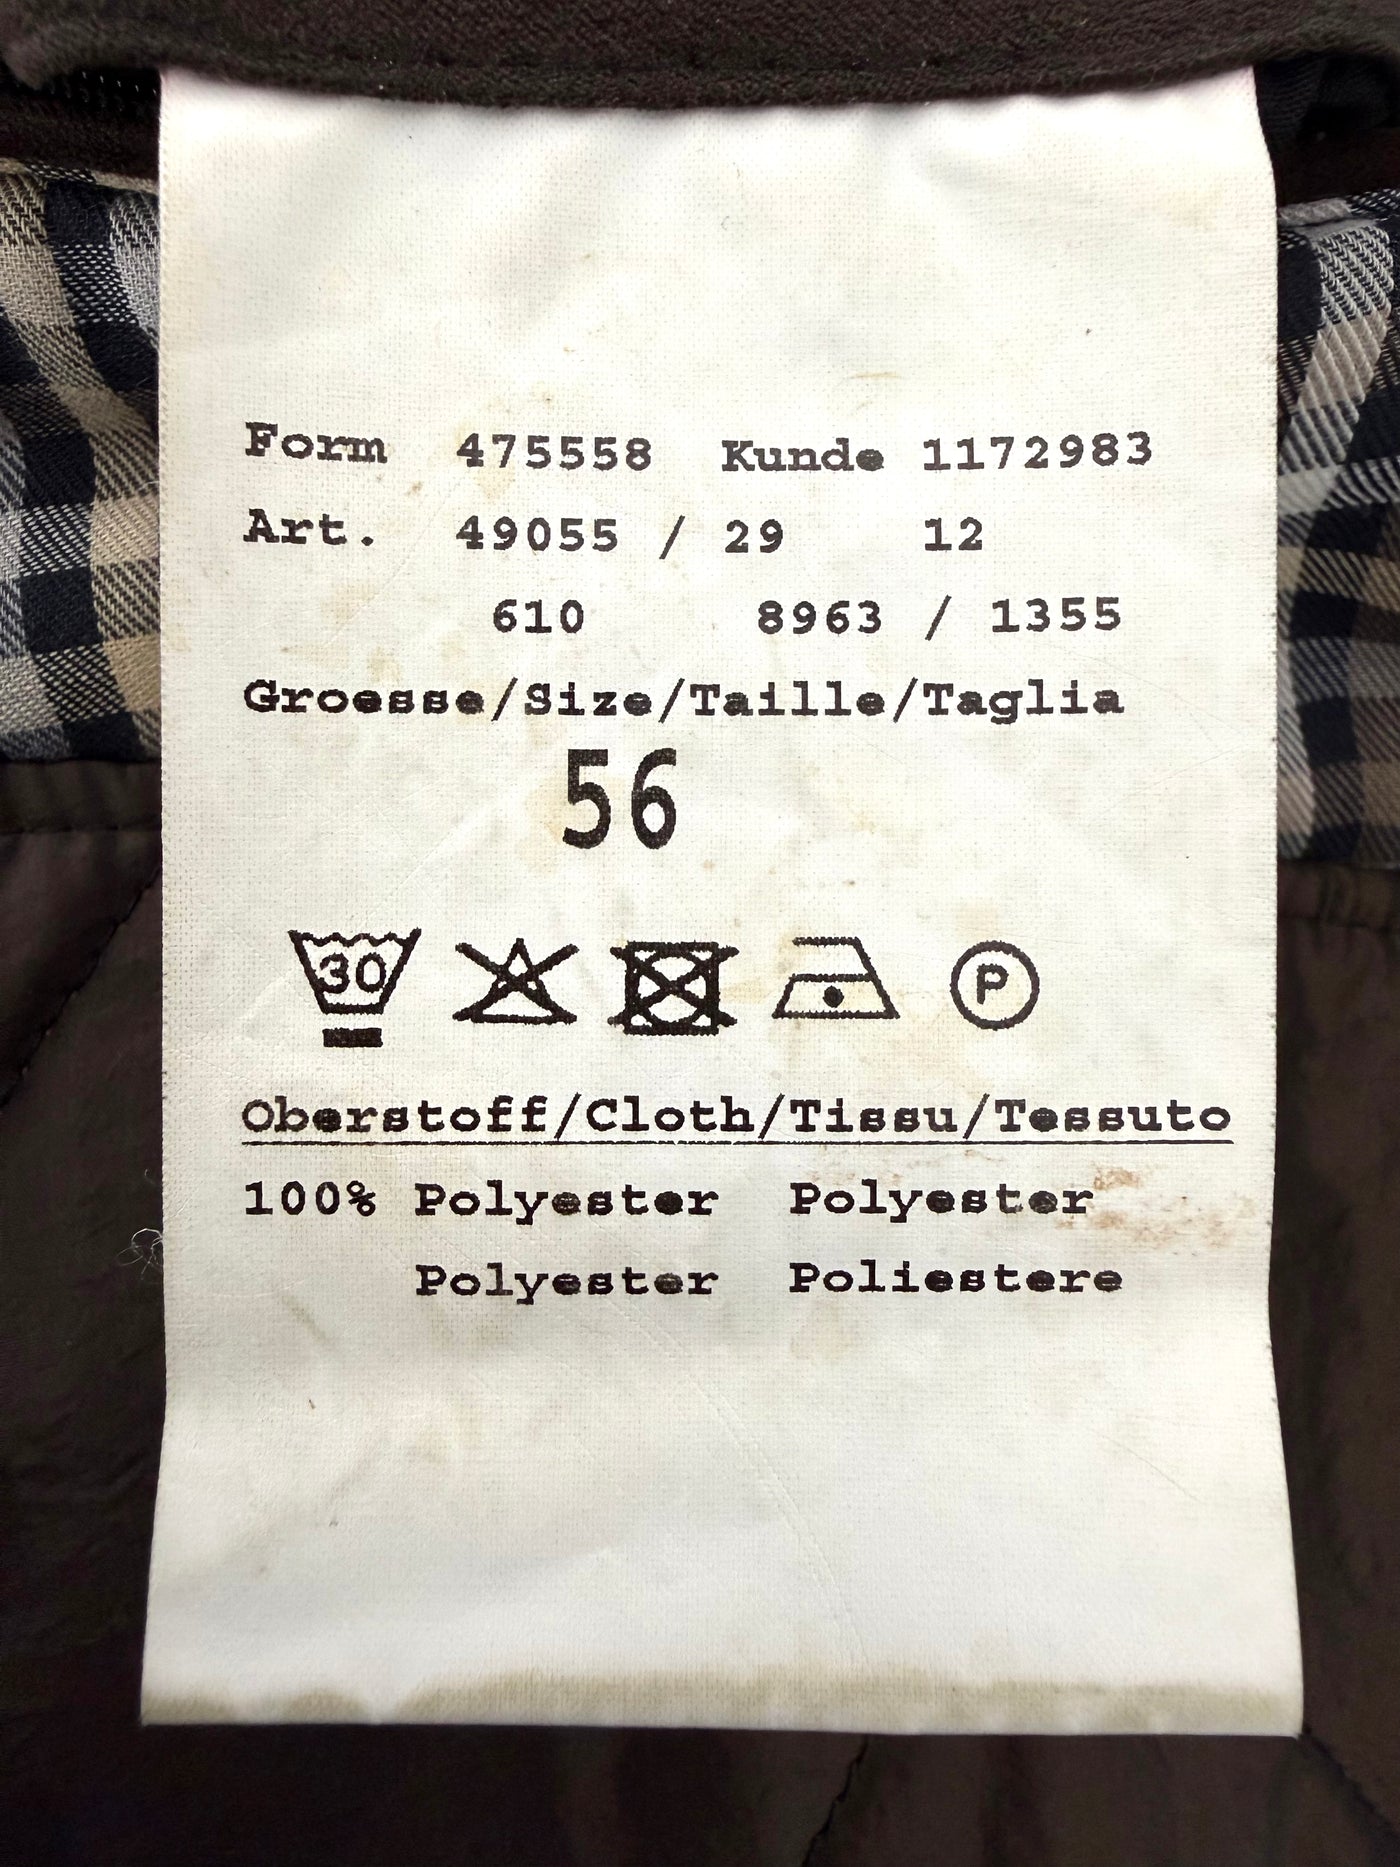 Form 475558 Kunde 1172983
Art. 49055 / 29 12
610 8963 / 1355
Groesse/Size/Taille/Taglia
56
30 P
Oberstoff/Cloth/Tissu/Tessuto
100% Polyester Polyester
Polyester Poliestere